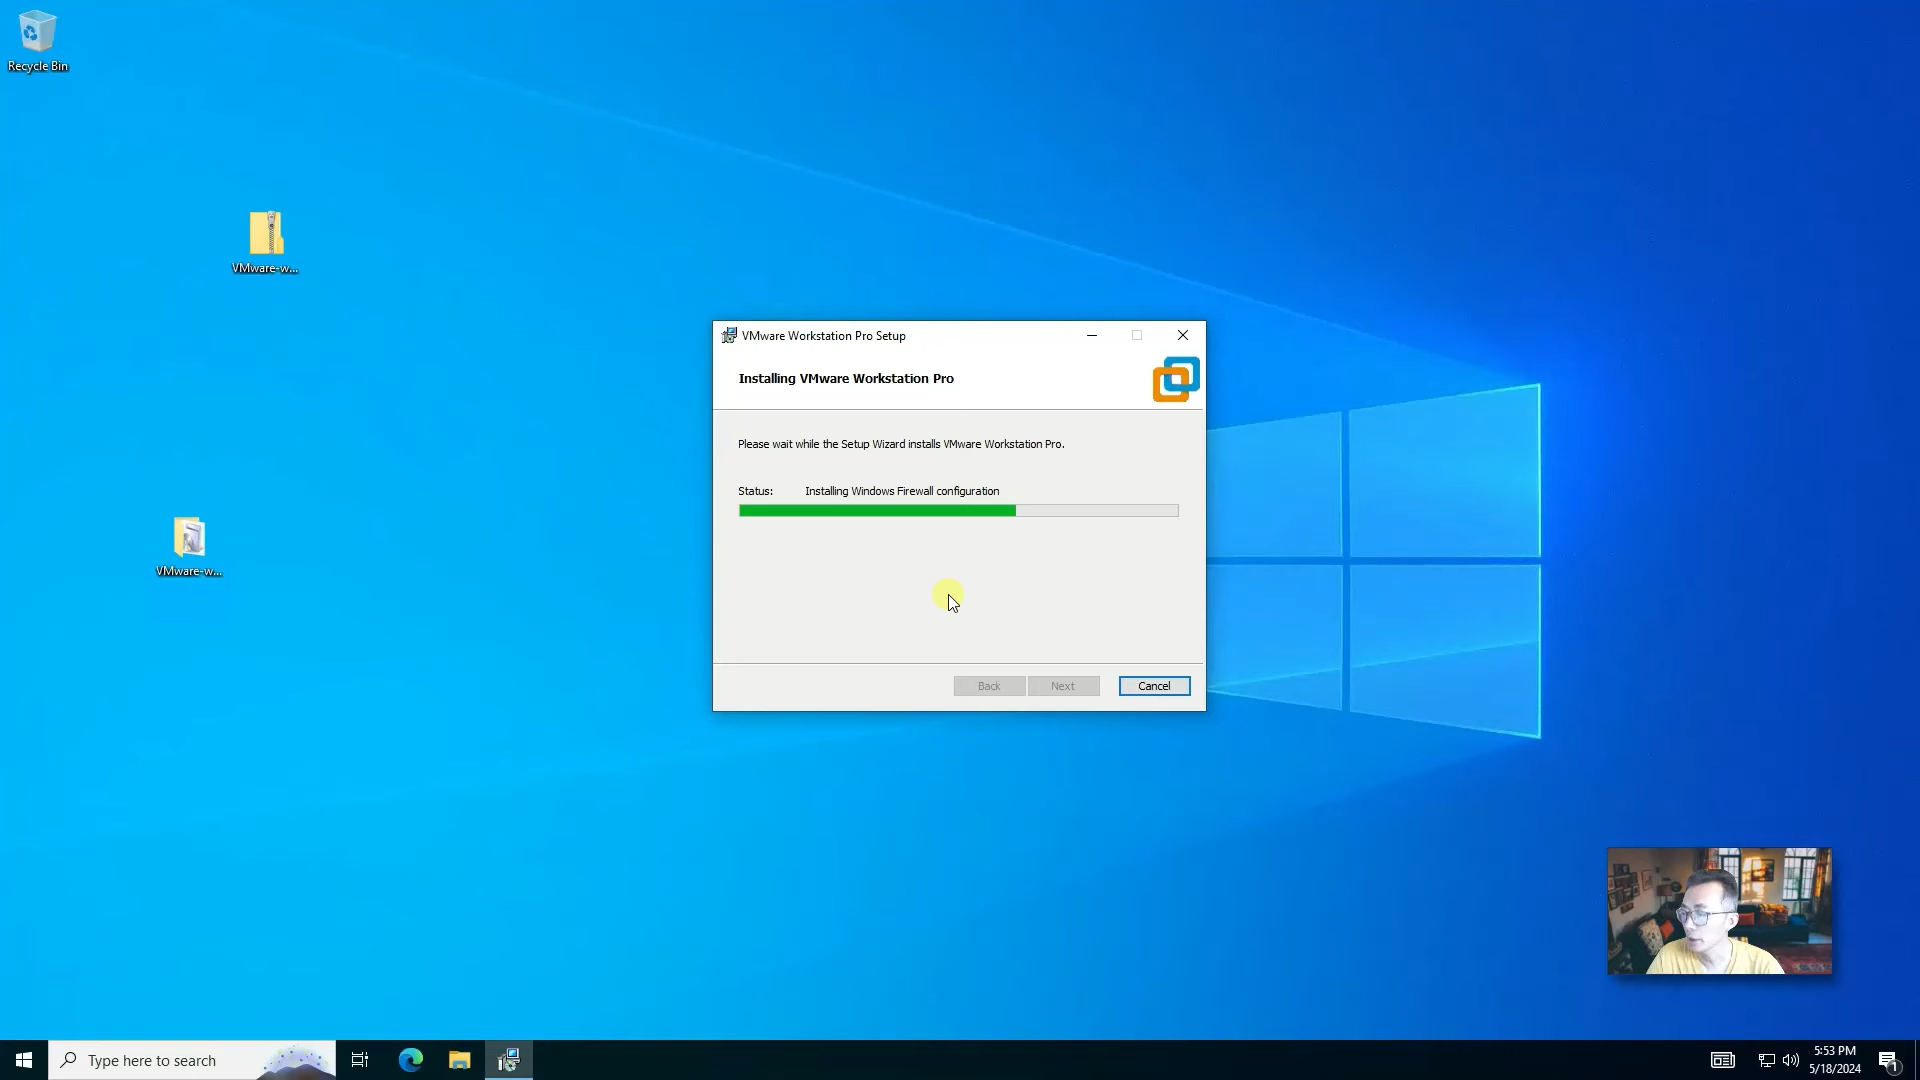 Recycle Bin
VMware-w...
VMware-w...
VMware Workstation Pro Setup
Installing VMware Workstation Pro
Please wait while the Setup Wizard installs VMware Workstation Pro.
Status: Installing Windows Firewall configuration
Back Next Cancel
Type here to search
5:53 PM
5/18/2024
1